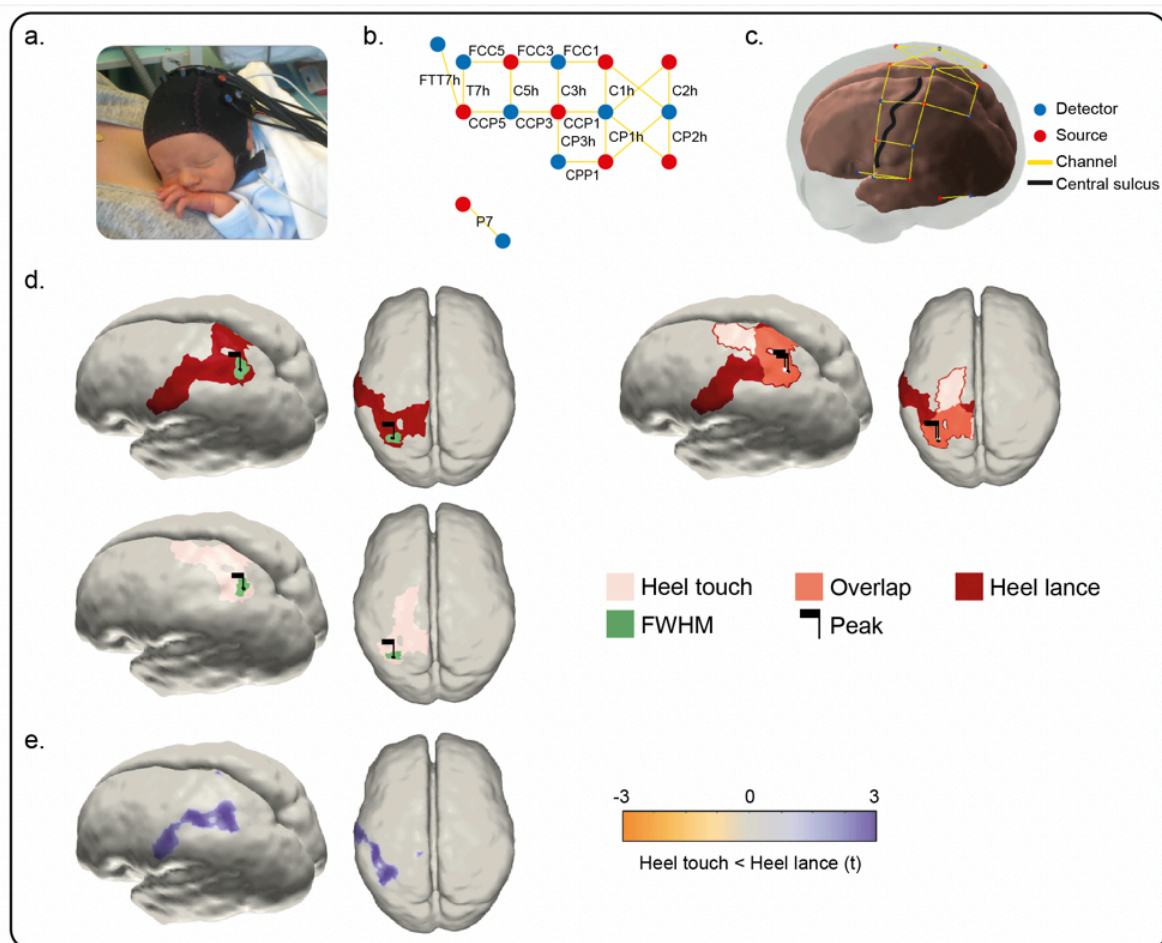 a.
b.
c.
FCC5 FCC3 FCC1
FTT7h
T7h C5h C3h C1h C2h
CCP5 CCP3 CCP1
CP3h CP1h CP2h
CPP1
P7
Detector
Source
Channel
Central sulcus
d.
Heel touch Overlap Heel lance
FWHM Peak
e.
-3 0 3
Heel touch < Heel lance (t)